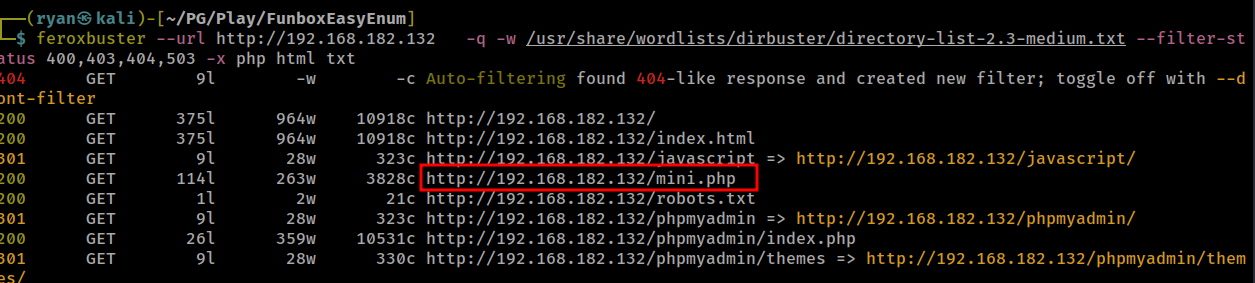 (ryan㉿kali)-[~/PG/Play/FunboxEasyEnum]
$ feroxbuster --url http://192.168.182.132   -q -w /usr/share/wordlists/dirbuster/directory-list-2.3-medium.txt --filter-st
atus 400,403,404,503 -x php html txt
404      GET        9l       -w       -c Auto-filtering found 404-like response and created new filter; toggle off with --d
ont-filter
200      GET      375l      964w    10918c http://192.168.182.132/
200      GET      375l      964w    10918c http://192.168.182.132/index.html
301      GET        9l       28w      323c http://192.168.182.132/javascript => http://192.168.182.132/javascript/
200      GET      114l      263w     3828c http://192.168.182.132/mini.php
200      GET        1l        2w       21c http://192.168.182.132/robots.txt
301      GET        9l       28w      323c http://192.168.182.132/phpmyadmin => http://192.168.182.132/phpmyadmin/
200      GET       26l      359w    10531c http://192.168.182.132/phpmyadmin/index.php
301      GET        9l       28w      330c http://192.168.182.132/phpmyadmin/themes => http://192.168.182.132/phpmyadmin/them
es/